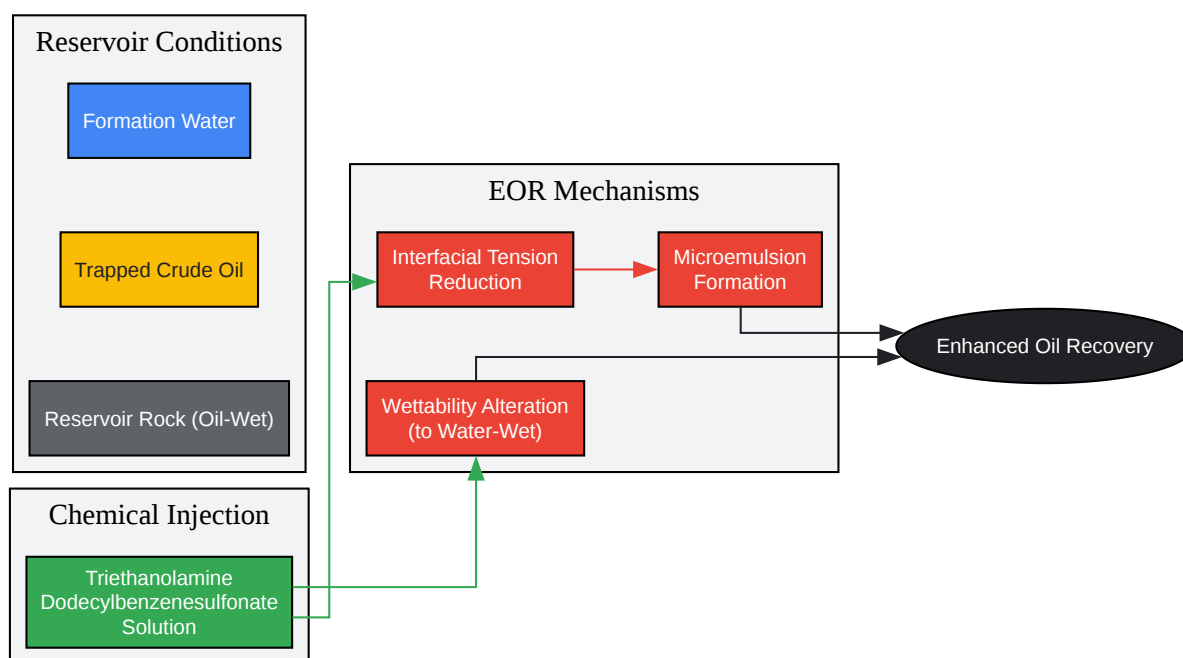 Reservoir Conditions
Formation Water
Trapped Crude Oil
Reservoir Rock (Oil-Wet)
Chemical Injection
Triethanolamine
Dodecylbenzenesulfonate
Solution
EOR Mechanisms
Interfacial Tension
Reduction
Microemulsion
Formation
Wettability Alteration
(to Water-Wet)
Enhanced Oil Recovery